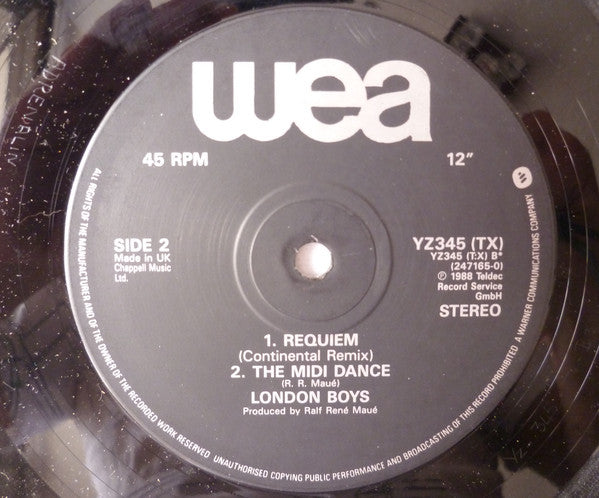 wea
45 RPM
12"
SIDE 2
Made in UK
Chappell Music
Ltd.
YZ345 (TX)
YZ345 (T:X) B*
(247165-0)
℗ 1988 Teldec
Record Service
GmbH
STEREO
1. REQUIEM
(Continental Remix)
2. THE MIDI DANCE
(R. R. Maué)
LONDON BOYS
Produced by Ralf René Maué
ALL RIGHTS OF THE MANUFACTURER AND OF THE OWNER OF THE RECORDED WORK RESERVED UNAUTHORISED COPYING PUBLIC PERFORMANCE AND BROADCASTING OF THIS RECORD PROHIBITED A WARNER COMMUNICATIONS COMPANY
ADRENALIN